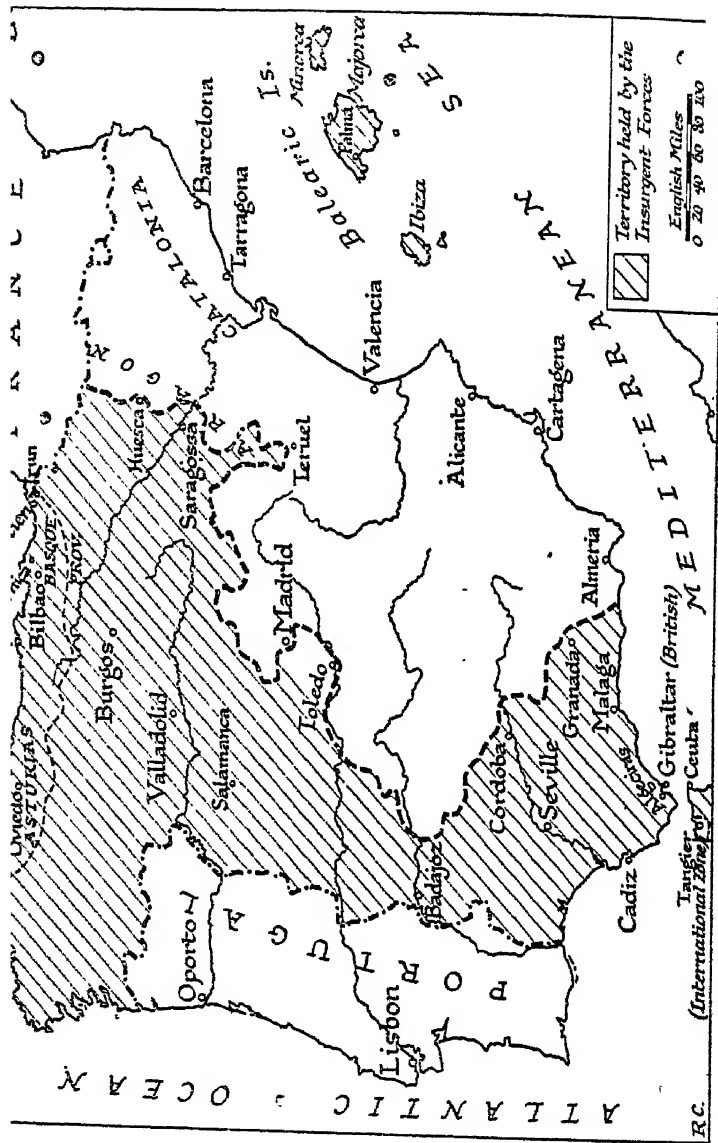 FRANCE
Oviedo
ASTURIAS
Bilbao
Irun
BASQUE
PROV.
Burgos
Huesca
ARAGON
CATALONIA
Valladolid
Saragossa
Barcelona
Oporto
Salamanca
Tarragona
Madrid
Teruel
Balearic Is.
Minorca
Majorca
Palma
Ibiza
Toledo
Valencia
PORTUGAL
Lisbon
Badajoz
Alicante
Cordoba
Seville
Granada
Cartagena
Malaga
Almeria
Cadiz
Algeciras
Gibraltar (British)
Ceuta
Tangier
(International Zone)
ATLANTIC OCEAN
MEDITERRANEAN SEA
Territory held by the
Insurgent Forces
English Miles
0 20 40 60 80 100
R.C.